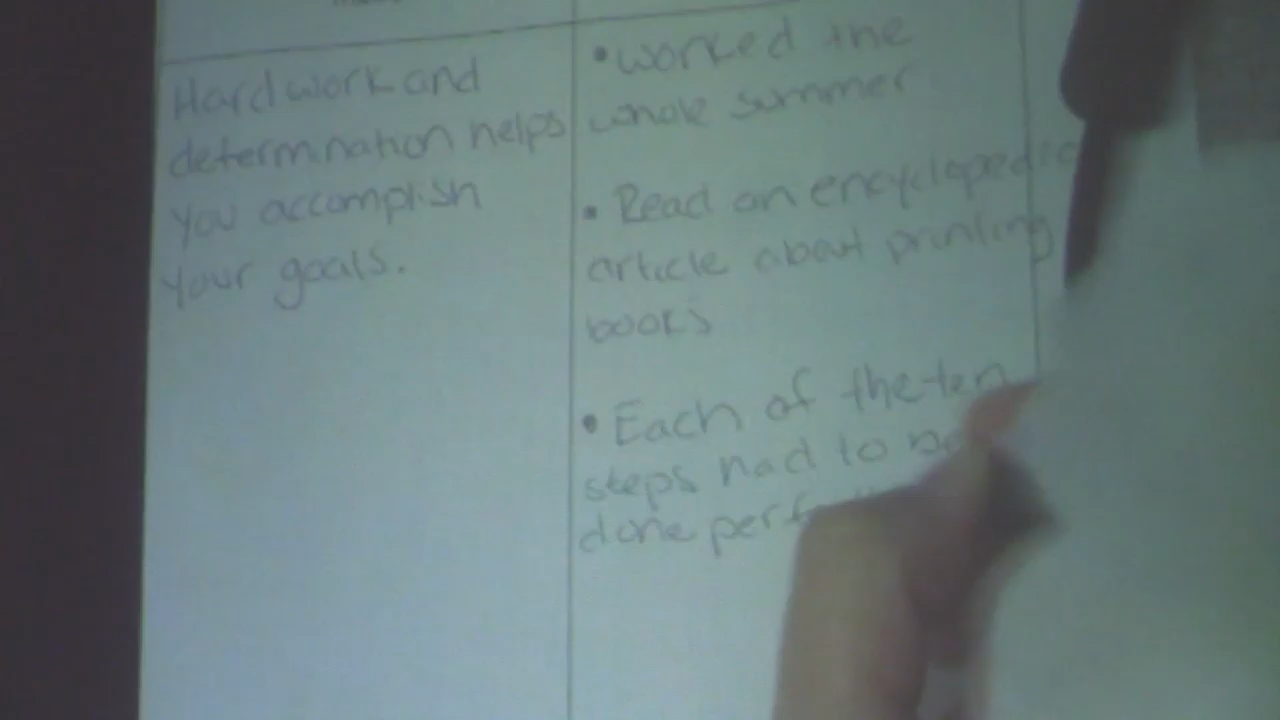 Hard work and
determination helps
you accomplish
your goals.
• worked the
whole summer
• Read an encyclopedia
article about printing
books
• Each of the ten
steps had to be
done